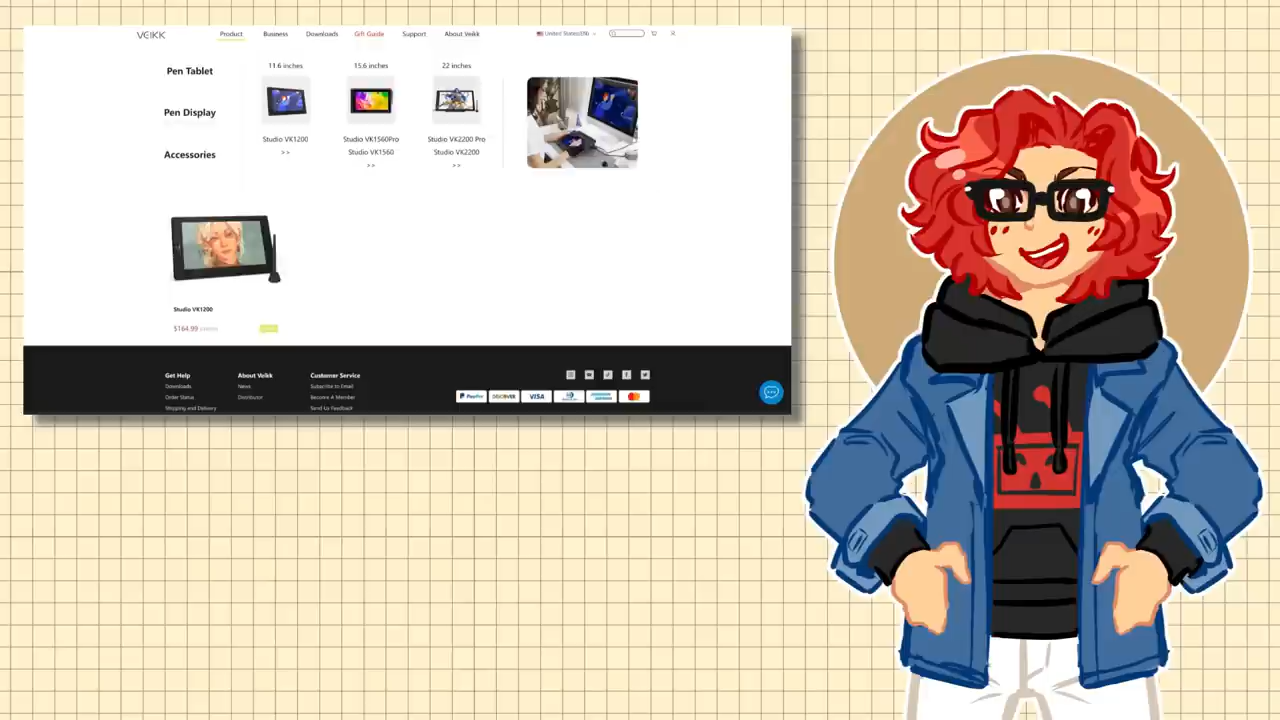 VEIKK
Product Business Downloads Gift Guide Support About Veikk United States(EN)
Pen Tablet
Pen Display
Accessories
11.6 inches 15.6 inches 22 inches
Studio VK1200 Studio VK1560Pro Studio VK2200 Pro
>> Studio VK1560 Studio VK2200
>> >>
Studio VK1200
$164.99
Get Help About Veikk Customer Service
Downloads News Subscribe to Email
Order Status Distributor Become A Member
Shipping and Delivery Send Us Feedback
PayPal DISCOVER VISA